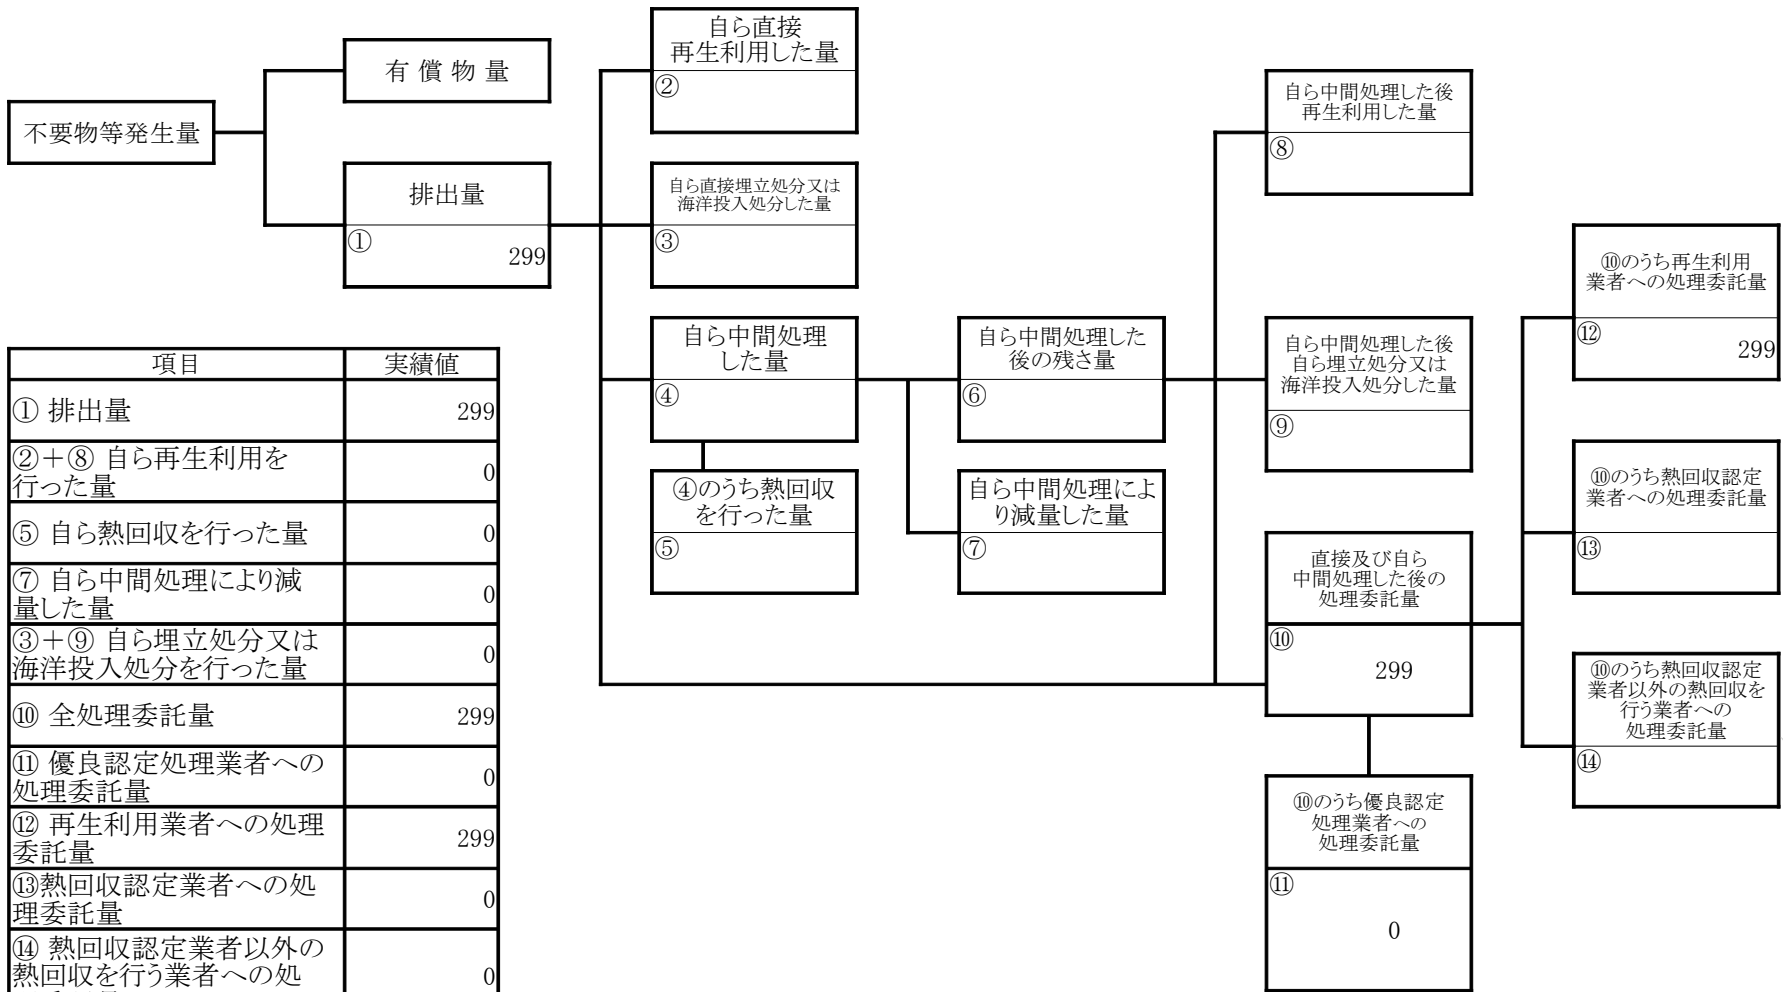 不要物等発生量
有 償 物 量
排出量
①
299
自ら直接
再生利用した量
②
自ら直接埋立処分又は
海洋投入処分した量
③
自ら中間処理
した量
④
④のうち熱回収
を行った量
⑤
自ら中間処理した
後の残さ量
⑥
自ら中間処理によ
り減量した量
⑦
自ら中間処理した後
再生利用した量
⑧
自ら中間処理した後
自ら埋立処分又は
海洋投入処分した量
⑨
直接及び自ら
中間処理した後の
処理委託量
⑩
299
⑩のうち優良認定
処理業者への
処理委託量
⑪
0
⑩のうち再生利用
業者への処理委託量
⑫
299
⑩のうち熱回収認定
業者への処理委託量
⑬
⑩のうち熱回収認定
業者以外の熱回収を
行う業者への
処理委託量
⑭
項目 実績値
① 排出量 299
②+⑧ 自ら再生利用を
行った量 0
⑤ 自ら熱回収を行った量 0
⑦ 自ら中間処理により減
量した量 0
③+⑨ 自ら埋立処分又は
海洋投入処分を行った量 0
⑩ 全処理委託量 299
⑪ 優良認定処理業者への
処理委託量 0
⑫ 再生利用業者への処理
委託量 299
⑬熱回収認定業者への処
理委託量 0
⑭ 熱回収認定業者以外の
熱回収を行う業者への処 0